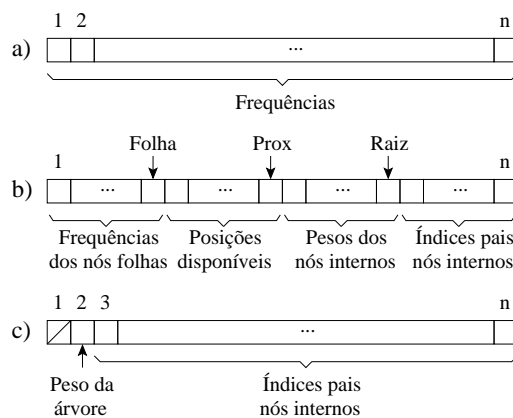 1 2 n
a) ...
Frequências
Folha Prox Raiz
1 n
b) ... ... ... ...
Frequências Posições Pesos dos Índices pais
dos nós folhas disponíveis nós internos nós internos
1 2 3 n
c) ...
Peso da Índices pais
árvore nós internos